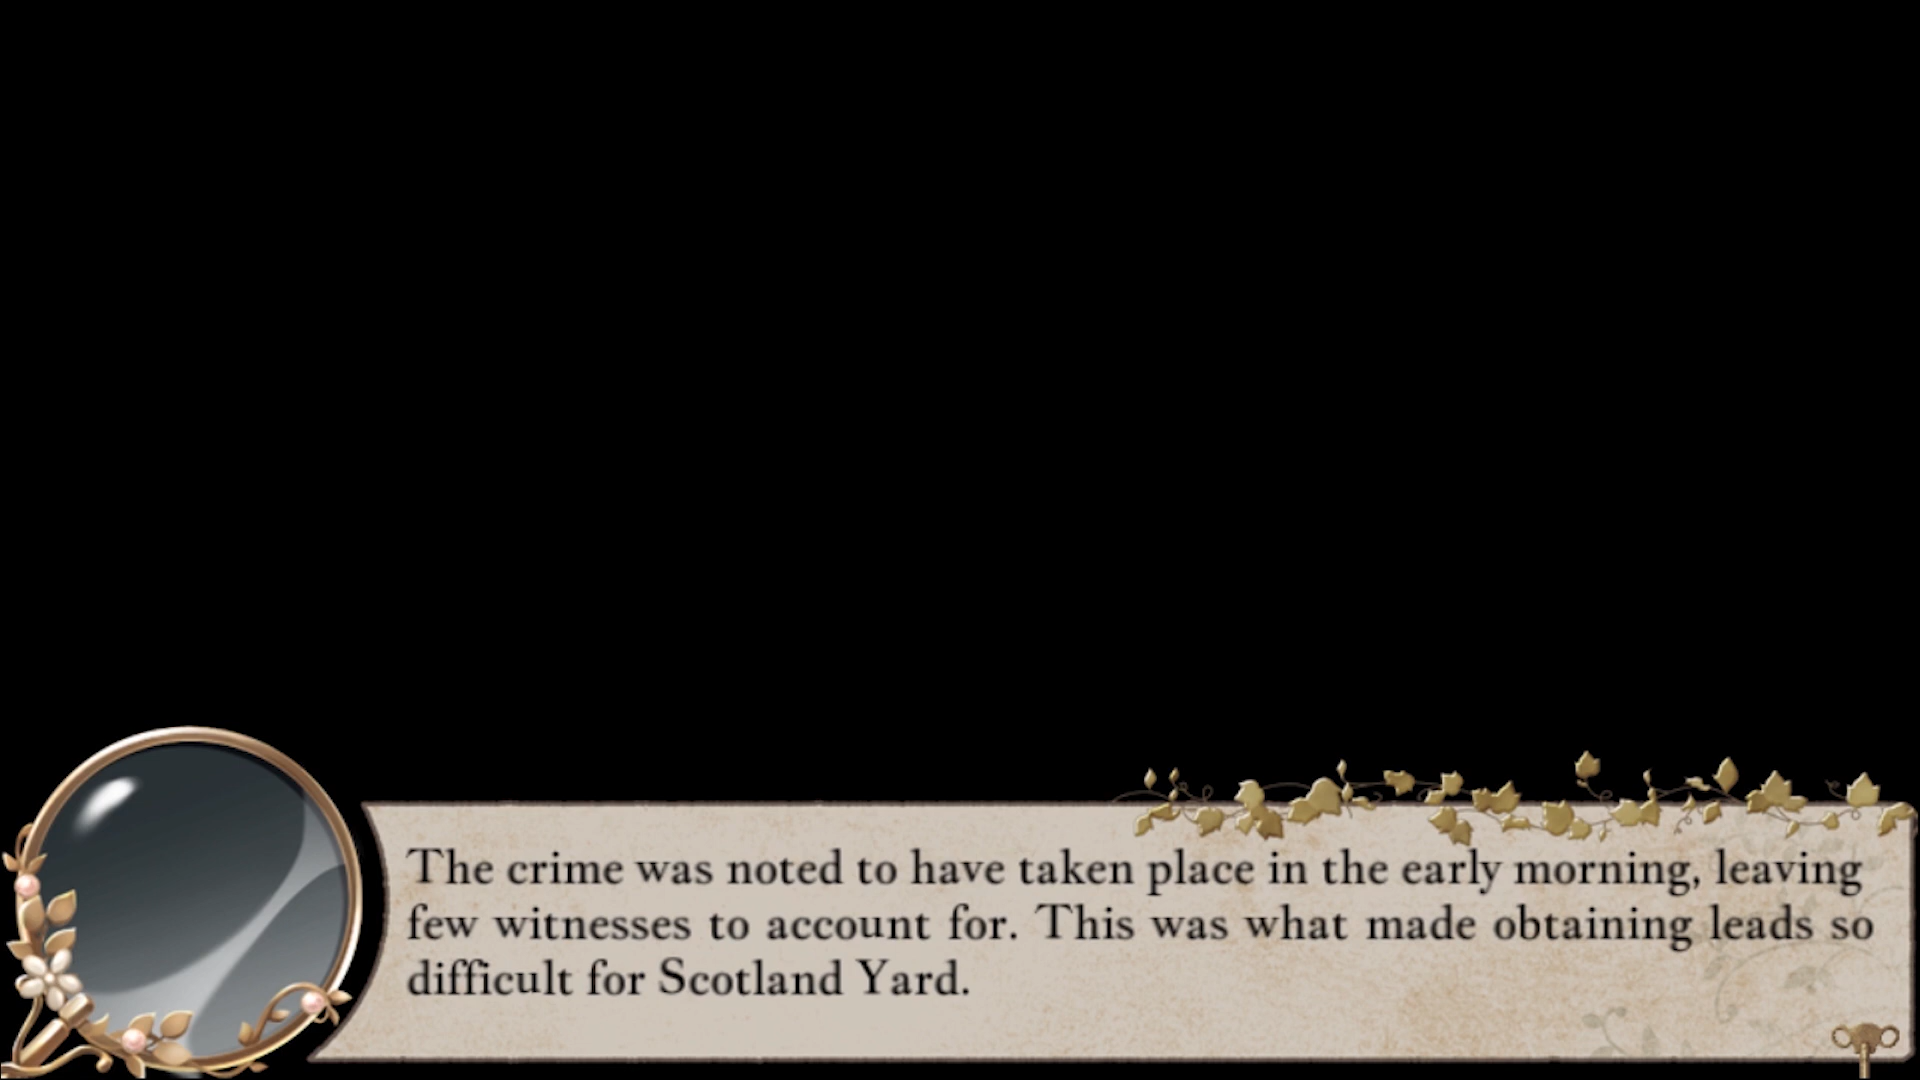 The crime was noted to have taken place in the early morning, leaving
few witnesses to account for. This was what made obtaining leads so
difficult for Scotland Yard.